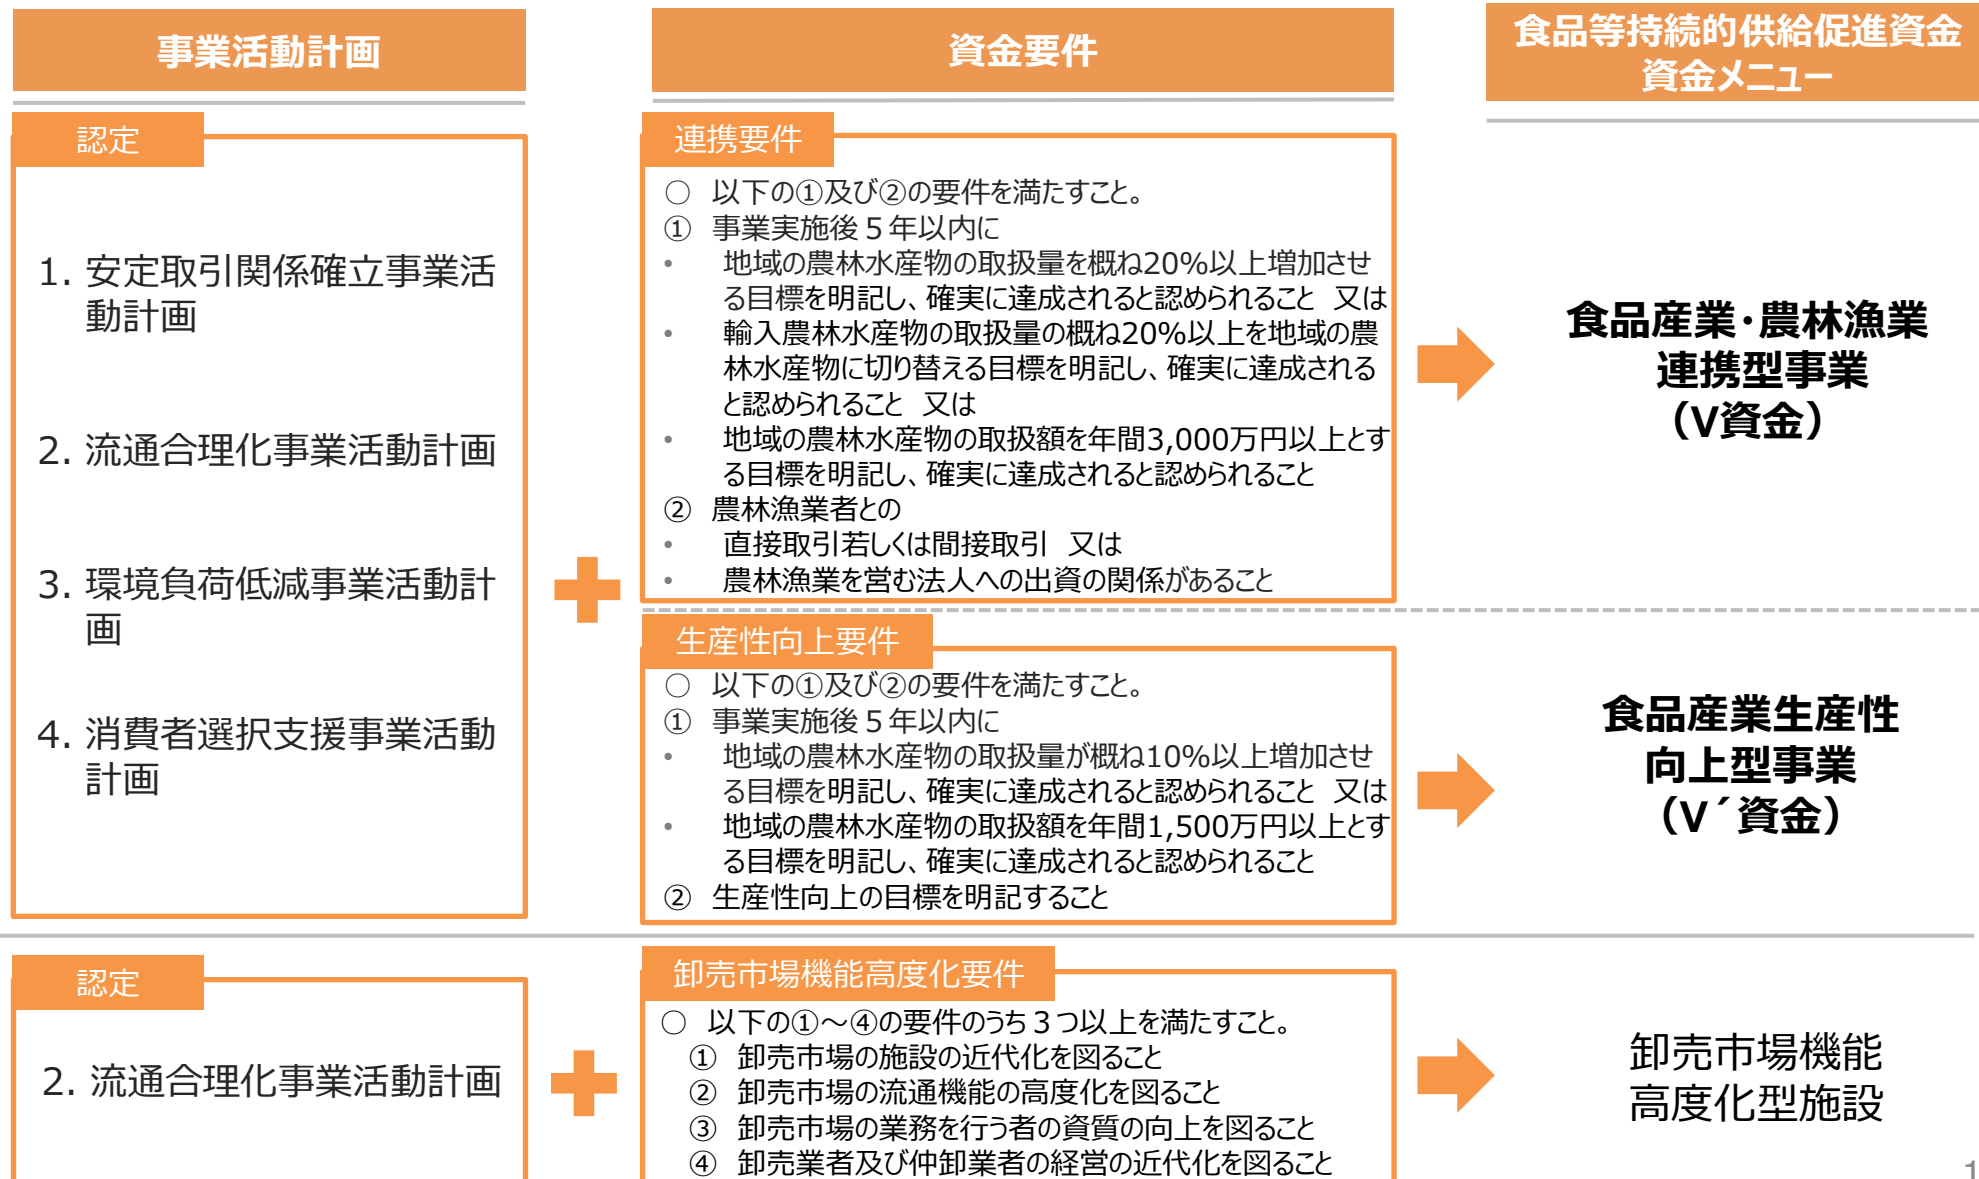 事業活動計画
資金要件
食品等持続的供給促進資金
資金メニュー
認定
1. 安定取引関係確立事業活
動計画
2. 流通合理化事業活動計画
3. 環境負荷低減事業活動計
画
4. 消費者選択支援事業活動
計画
連携要件
○ 以下の①及び②の要件を満たすこと。
① 事業実施後５年以内に
• 地域の農林水産物の取扱量を概ね20%以上増加させ
る目標を明記し、確実に達成されると認められること 又は
• 輸入農林水産物の取扱量の概ね20%以上を地域の農
林水産物に切り替える目標を明記し、確実に達成される
と認められること 又は
• 地域の農林水産物の取扱額を年間3,000万円以上とす
る目標を明記し、確実に達成されると認められること
② 農林漁業者との
• 直接取引若しくは間接取引 又は
• 農林漁業を営む法人への出資の関係があること
食品産業・農林漁業
連携型事業
（V資金）
生産性向上要件
○ 以下の①及び②の要件を満たすこと。
① 事業実施後５年以内に
• 地域の農林水産物の取扱量が概ね10%以上増加させ
る目標を明記し、確実に達成されると認められること 又は
• 地域の農林水産物の取扱額を年間1,500万円以上とす
る目標を明記し、確実に達成されると認められること
② 生産性向上の目標を明記すること
食品産業生産性
向上型事業
（V´資金）
認定
2. 流通合理化事業活動計画
卸売市場機能高度化要件
○ 以下の①～④の要件のうち３つ以上を満たすこと。
① 卸売市場の施設の近代化を図ること
② 卸売市場の流通機能の高度化を図ること
③ 卸売市場の業務を行う者の資質の向上を図ること
④ 卸売業者及び仲卸業者の経営の近代化を図ること
卸売市場機能
高度化型施設
1